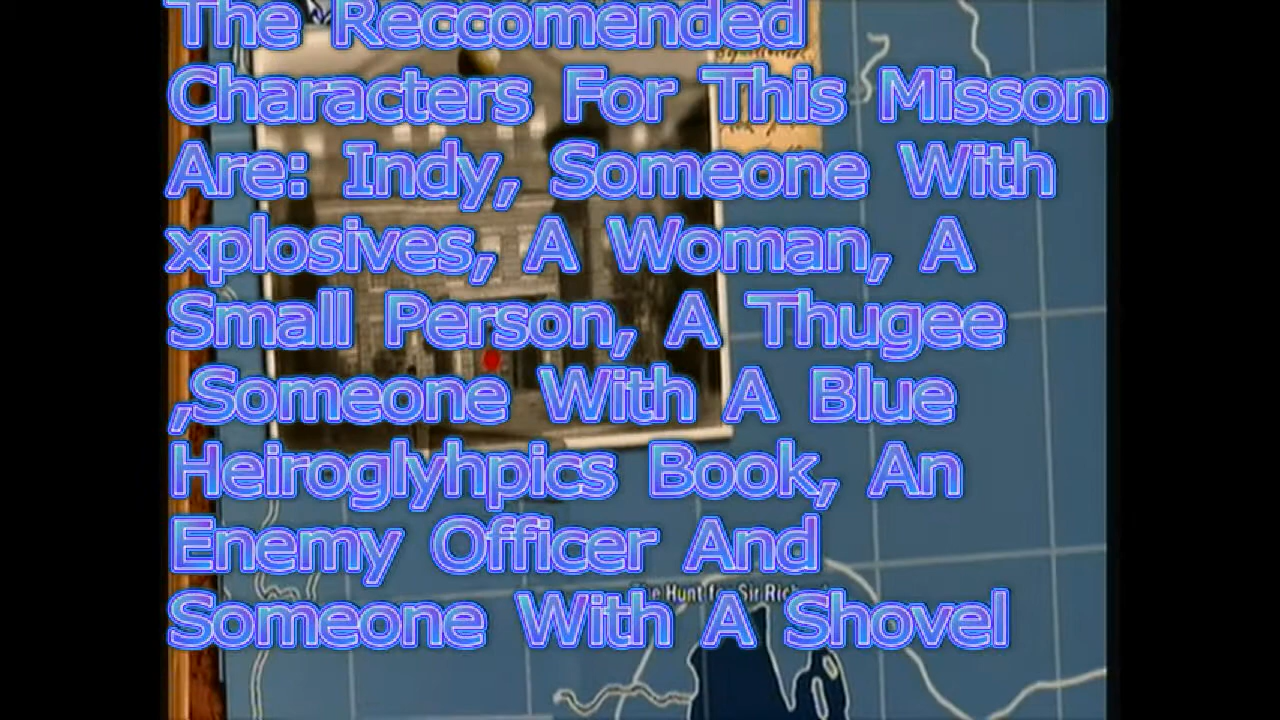 The Reccomended
Characters For This Misson
Are: Indy, Someone With
xplosives, A Woman, A
Small Person, A Thugee
,Someone With A Blue
Heiroglyhpics Book, An
Enemy Officer And
The Hunt for Sir Richard
Someone With A Shovel